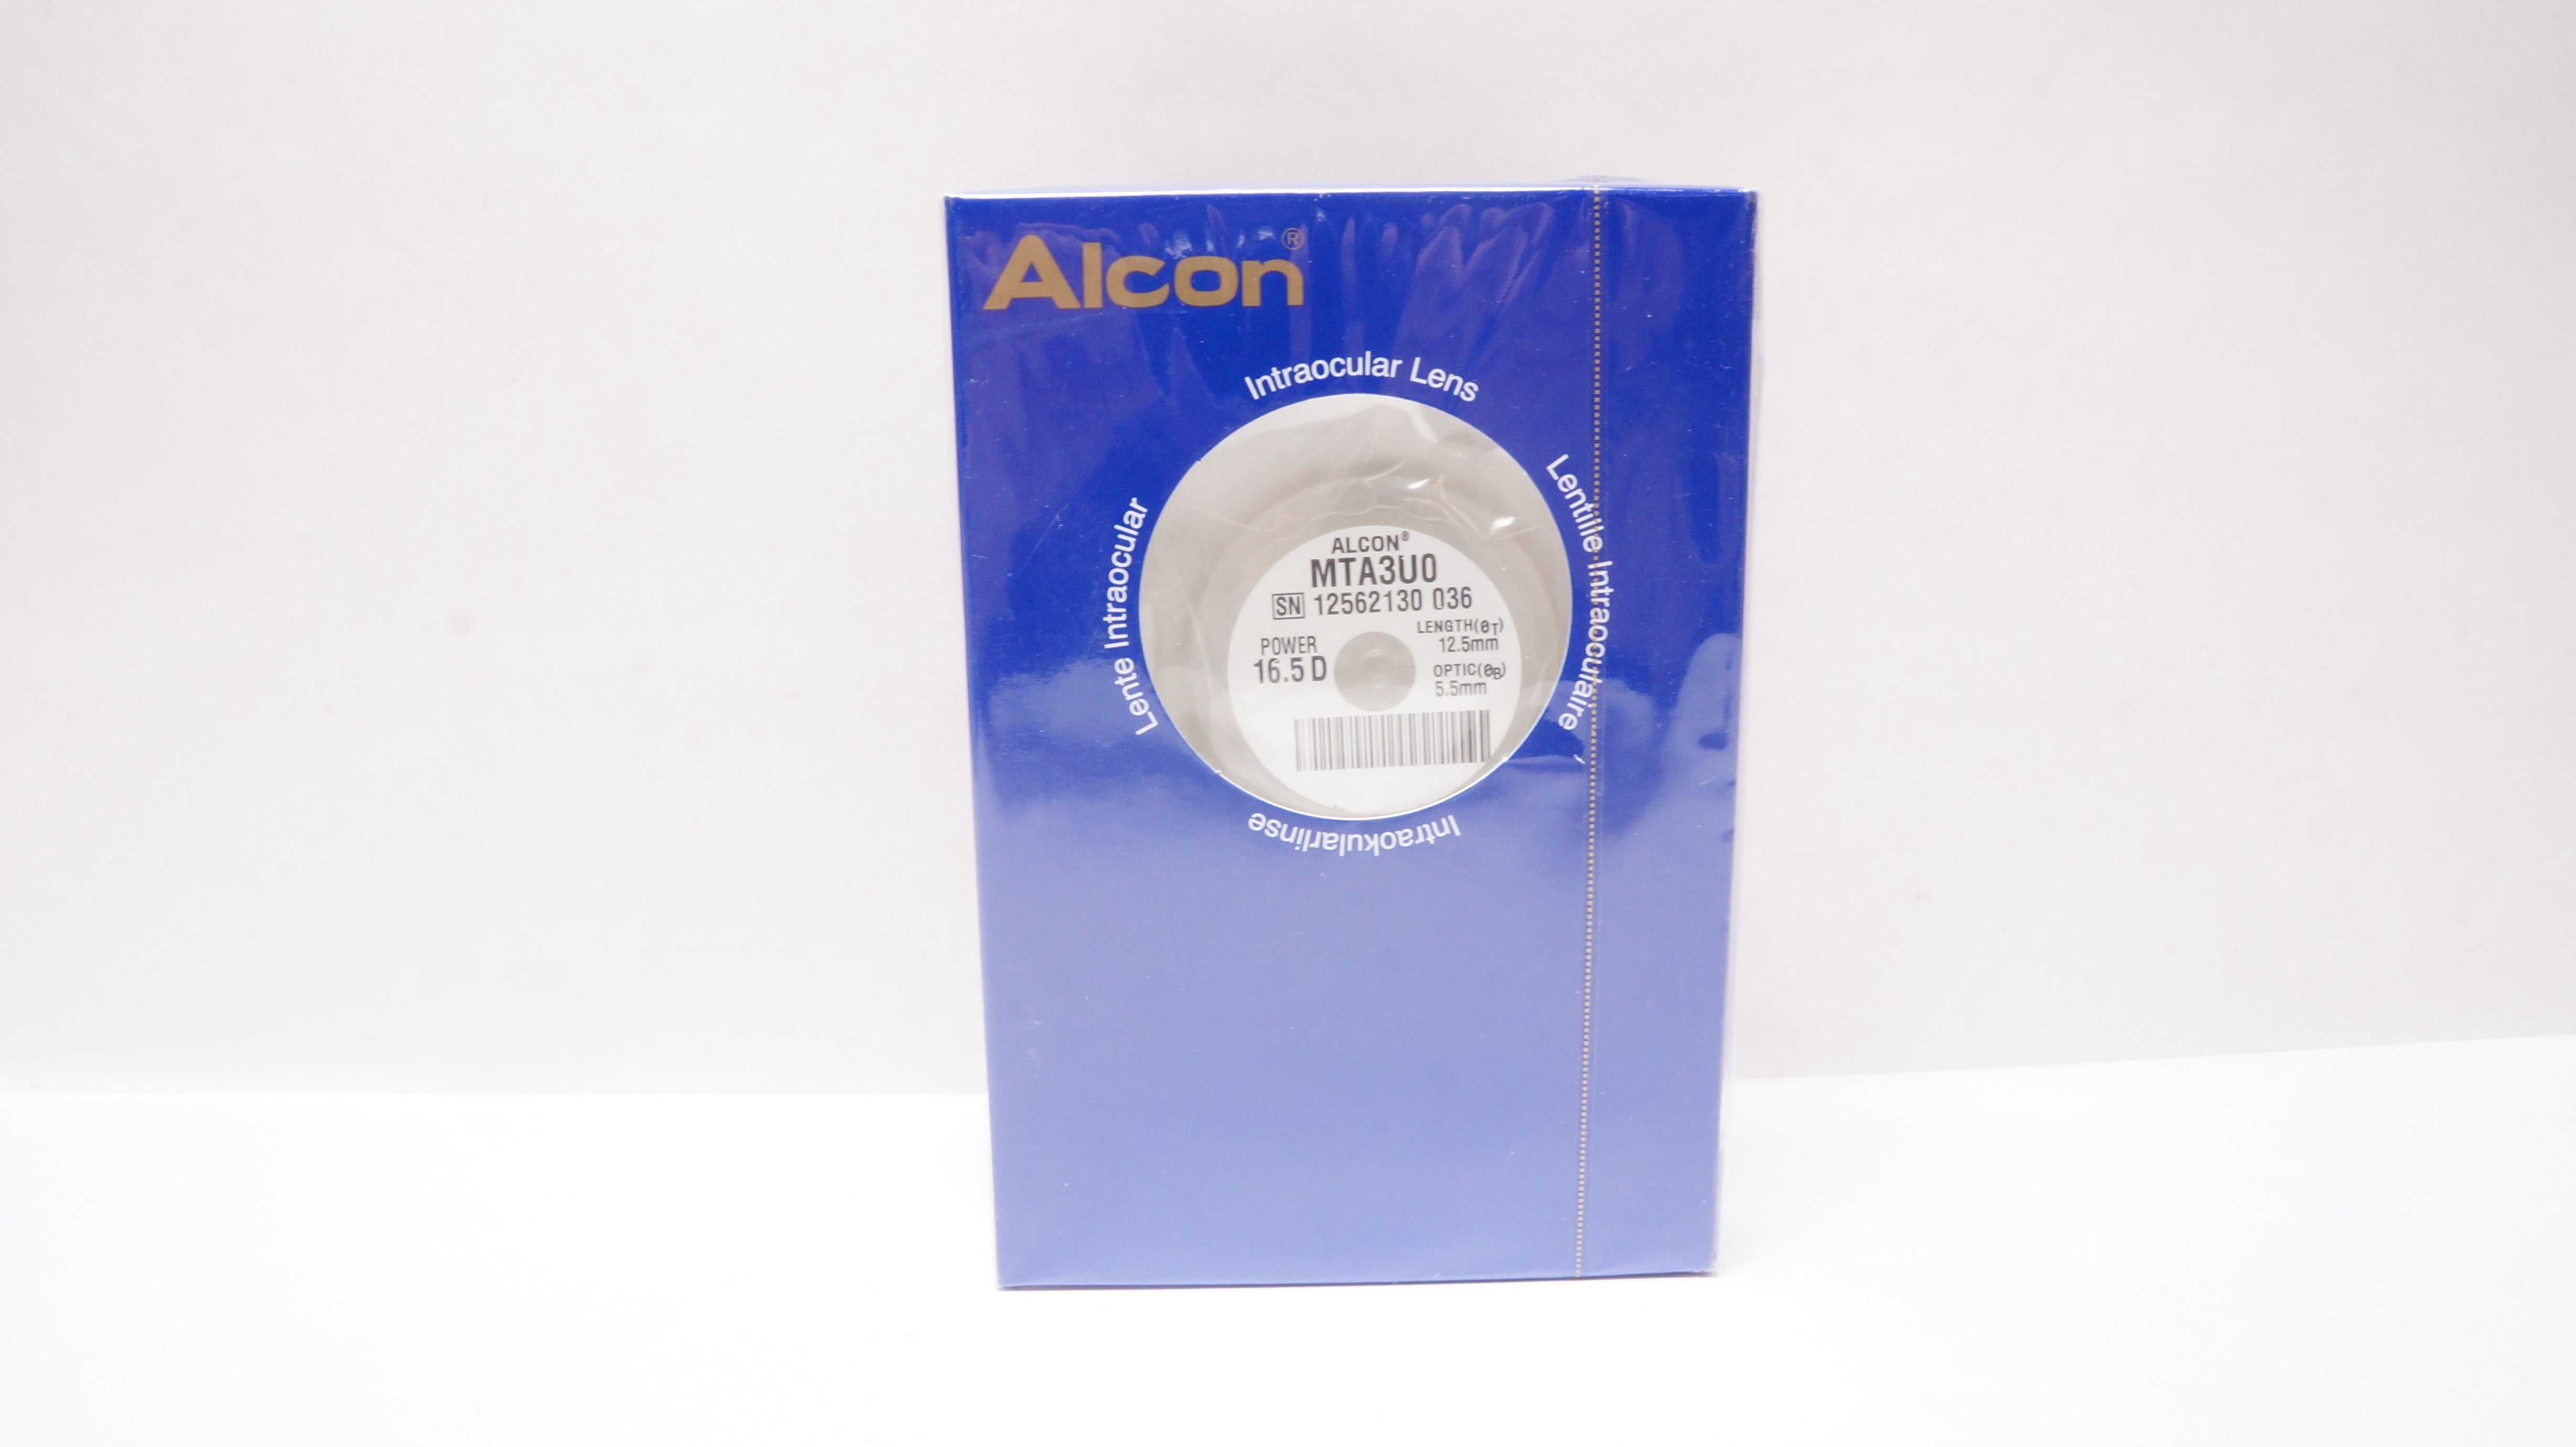 Alcon®
Intraocular Lens
Lente Intraocular
Lentille Intraoculaire
ALCON®
MTA3U0
SN 12562130 036
POWER
16.5 D
LENGTH(ØT)
12.5mm
OPTIC(ØB)
5.5mm
Intraokularlinse